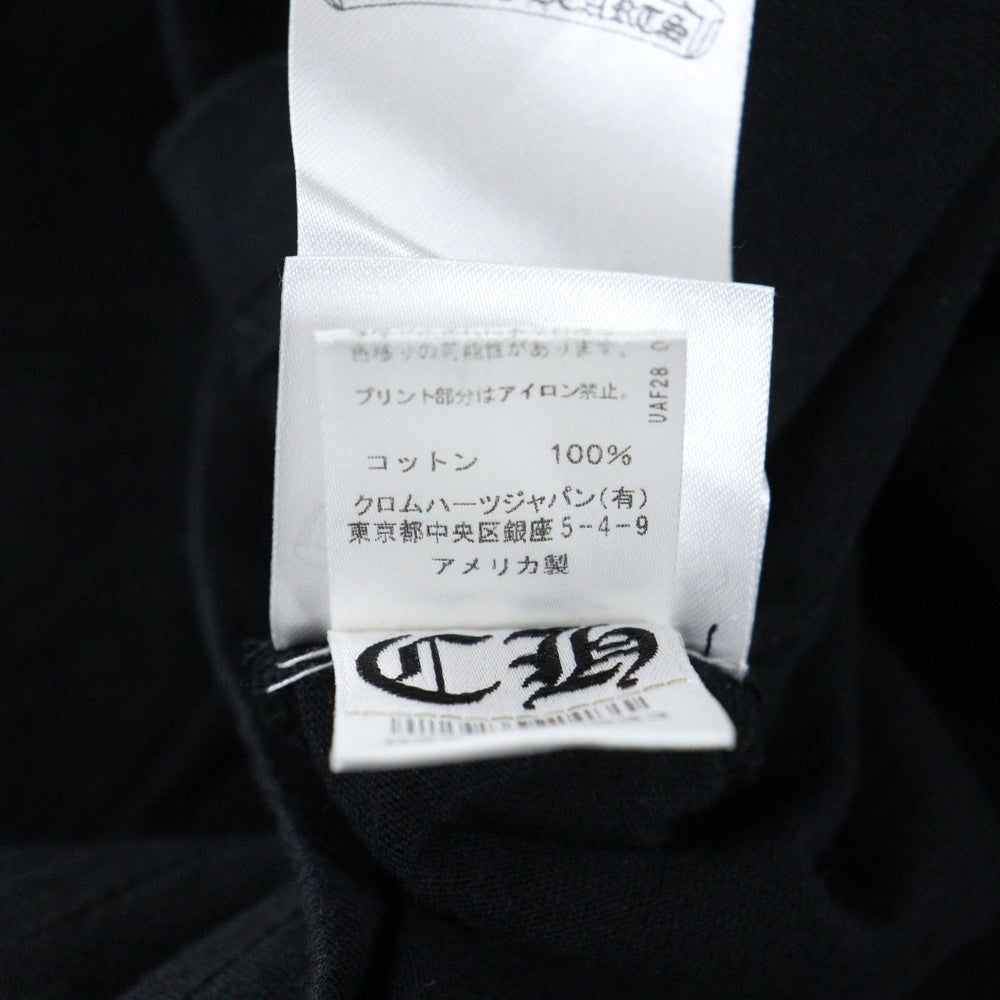 HEARTS
色移りの可能性があります。
プリント部分はアイロン禁止。
UAF28
コットン 100%
クロムハーツジャパン(有)
東京都中央区銀座5-4-9
アメリカ製
CH